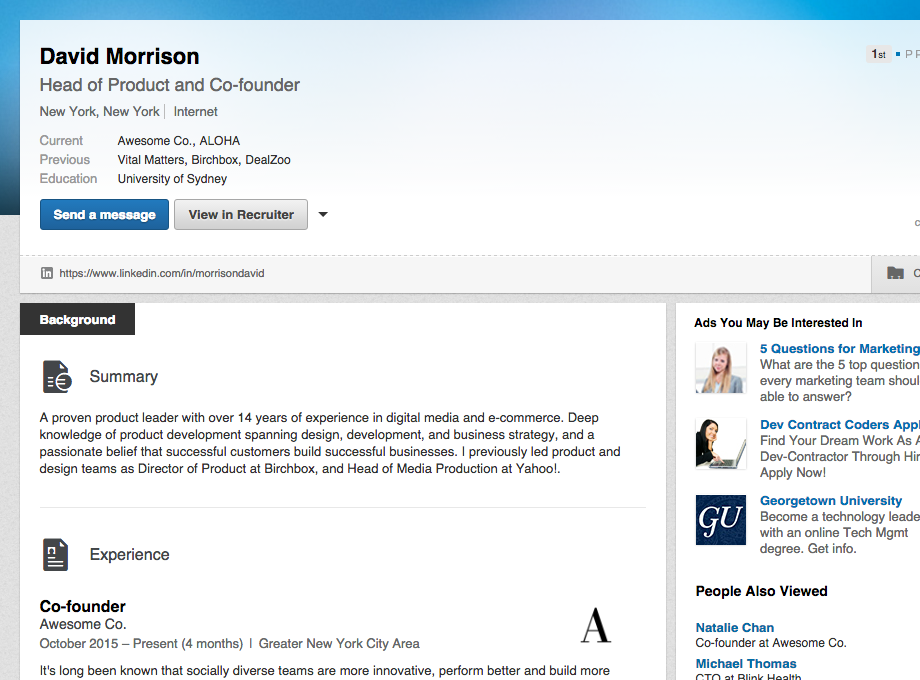 David Morrison
1st
Head of Product and Co-founder
New York, New York | Internet
Current Awesome Co., ALOHA
Previous Vital Matters, Birchbox, DealZoo
Education University of Sydney
Send a message View in Recruiter
in https://www.linkedin.com/in/morrisondavid
Background
Summary
A proven product leader with over 14 years of experience in digital media and e-commerce. Deep
knowledge of product development spanning design, development, and business strategy, and a
passionate belief that successful customers build successful businesses. I previously led product and
design teams as Director of Product at Birchbox, and Head of Media Production at Yahoo!.
Experience
Co-founder
Awesome Co.
October 2015 – Present (4 months) | Greater New York City Area
A
It's long been known that socially diverse teams are more innovative, perform better and build more
Ads You May Be Interested In
5 Questions for Marketing
What are the 5 top question
every marketing team shoul
able to answer?
Dev Contract Coders Appl
Find Your Dream Work As A
Dev-Contractor Through Hir
Apply Now!
GU
Georgetown University
Become a technology leade
with an online Tech Mgmt
degree. Get info.
People Also Viewed
Natalie Chan
Co-founder at Awesome Co.
Michael Thomas
CTO at Blink Health